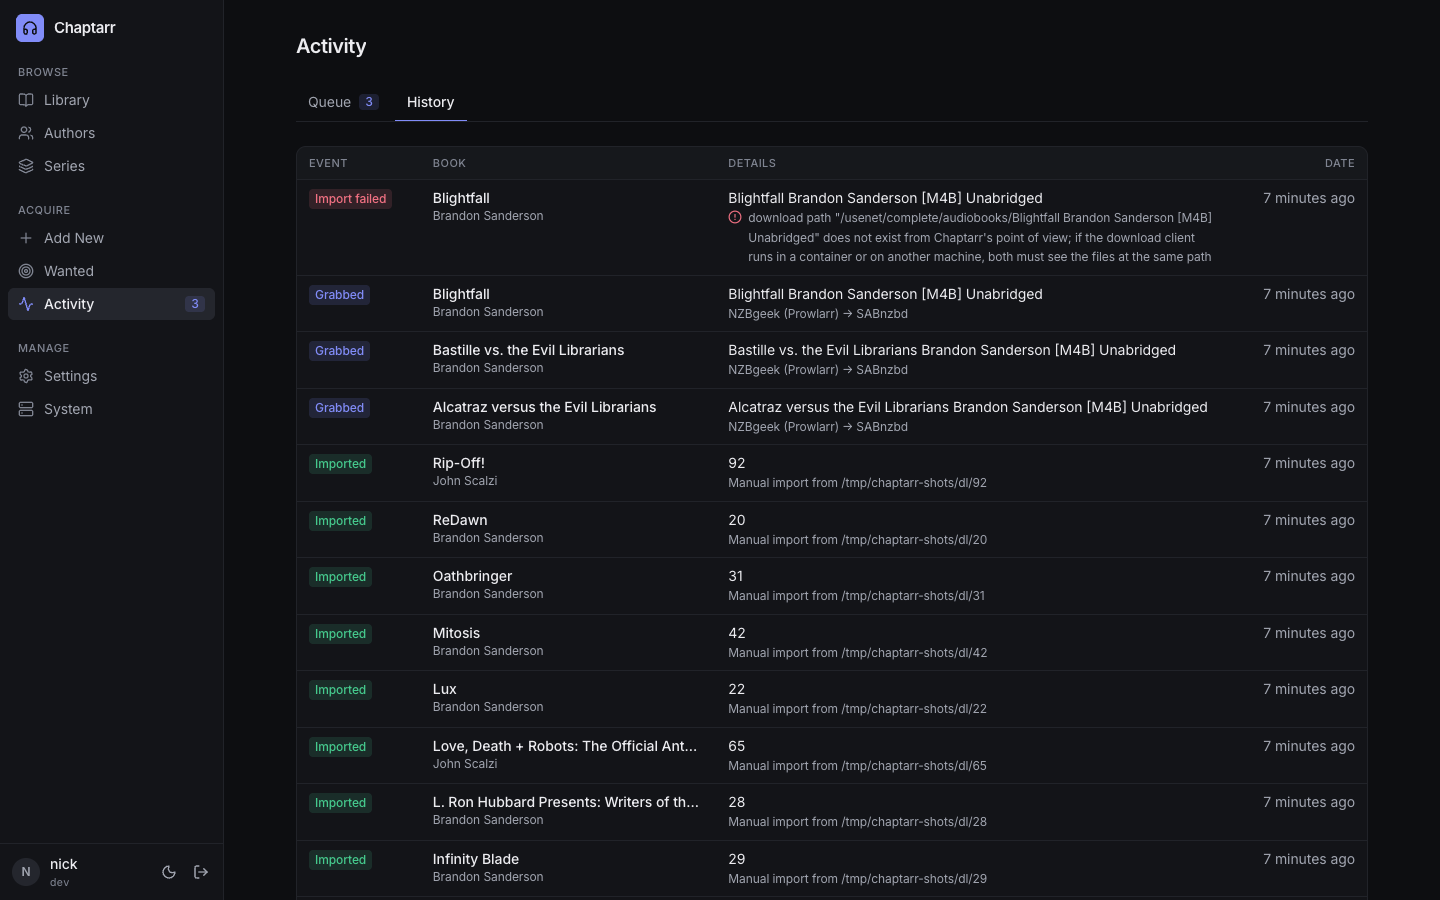 Chaptarr
BROWSE
Library
Authors
Series
ACQUIRE
Add New
Wanted
Activity 3
MANAGE
Settings
System
N
nick
dev
Activity
Queue 3 History
EVENT BOOK DETAILS DATE
Import failed Blightfall Blightfall Brandon Sanderson [M4B] Unabridged 7 minutes ago
Brandon Sanderson download path "/usenet/complete/audiobooks/Blightfall Brandon Sanderson [M4B]
Unabridged" does not exist from Chaptarr's point of view; if the download client
runs in a container or on another machine, both must see the files at the same path
Grabbed Blightfall Blightfall Brandon Sanderson [M4B] Unabridged 7 minutes ago
Brandon Sanderson NZBgeek (Prowlarr) → SABnzbd
Grabbed Bastille vs. the Evil Librarians Bastille vs. the Evil Librarians Brandon Sanderson [M4B] Unabridged 7 minutes ago
Brandon Sanderson NZBgeek (Prowlarr) → SABnzbd
Grabbed Alcatraz versus the Evil Librarians Alcatraz versus the Evil Librarians Brandon Sanderson [M4B] Unabridged 7 minutes ago
Brandon Sanderson NZBgeek (Prowlarr) → SABnzbd
Imported Rip-Off! 92 7 minutes ago
John Scalzi Manual import from /tmp/chaptarr-shots/dl/92
Imported ReDawn 20 7 minutes ago
Brandon Sanderson Manual import from /tmp/chaptarr-shots/dl/20
Imported Oathbringer 31 7 minutes ago
Brandon Sanderson Manual import from /tmp/chaptarr-shots/dl/31
Imported Mitosis 42 7 minutes ago
Brandon Sanderson Manual import from /tmp/chaptarr-shots/dl/42
Imported Lux 22 7 minutes ago
Brandon Sanderson Manual import from /tmp/chaptarr-shots/dl/22
Imported Love, Death + Robots: The Official Ant... 65 7 minutes ago
John Scalzi Manual import from /tmp/chaptarr-shots/dl/65
Imported L. Ron Hubbard Presents: Writers of th... 28 7 minutes ago
Brandon Sanderson Manual import from /tmp/chaptarr-shots/dl/28
Imported Infinity Blade 29 7 minutes ago
Brandon Sanderson Manual import from /tmp/chaptarr-shots/dl/29